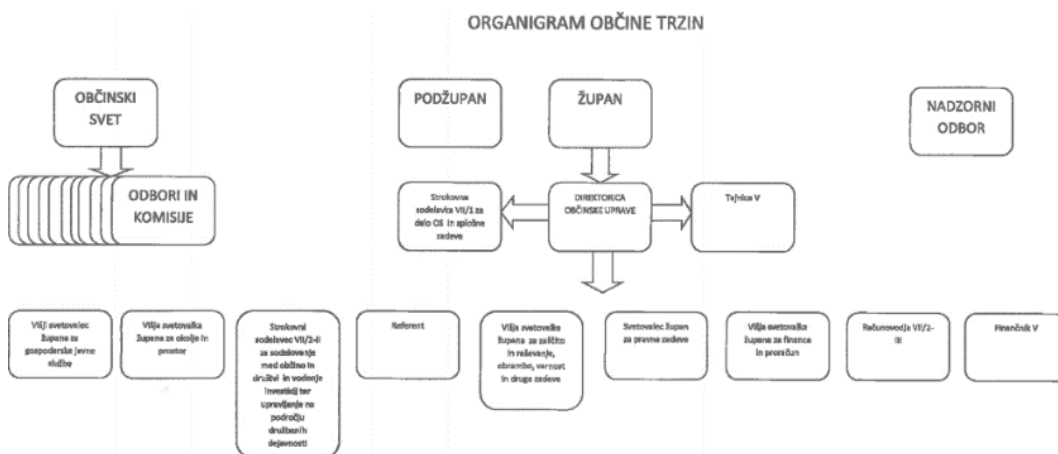 ORGANIGRAM OBČINE TRZIN
OBČINSKI
SVET
PODŽUPAN
ŽUPAN
NADZORNI
ODBOR
ODBORI IN
KOMISIJE
Strokovna
sodelavka VII/1 za
delo OS in splošne
zadeve
DIREKTORICA
OBČINSKE UPRAVE
Tajnica V
Višji svetovalec
župana za
gospodarske javne
službe
Višja svetovalka
župana za okolje in
prostor
Strokovni
sodelavec VII/2-II
za sodelovanje
med občino in
društvi in vodenje
investicij ter
upravljanje na
področju
družbenih
dejavnosti
Referent
Višja svetovalka
župana za zaščito
in reševanje,
obrambo, varnost
in druge zadeve
Svetovalec župan
za pravne zadeve
Višja svetovalka
župana za finance
in proračun
Računovodja VII/2-
III
Finančnik V